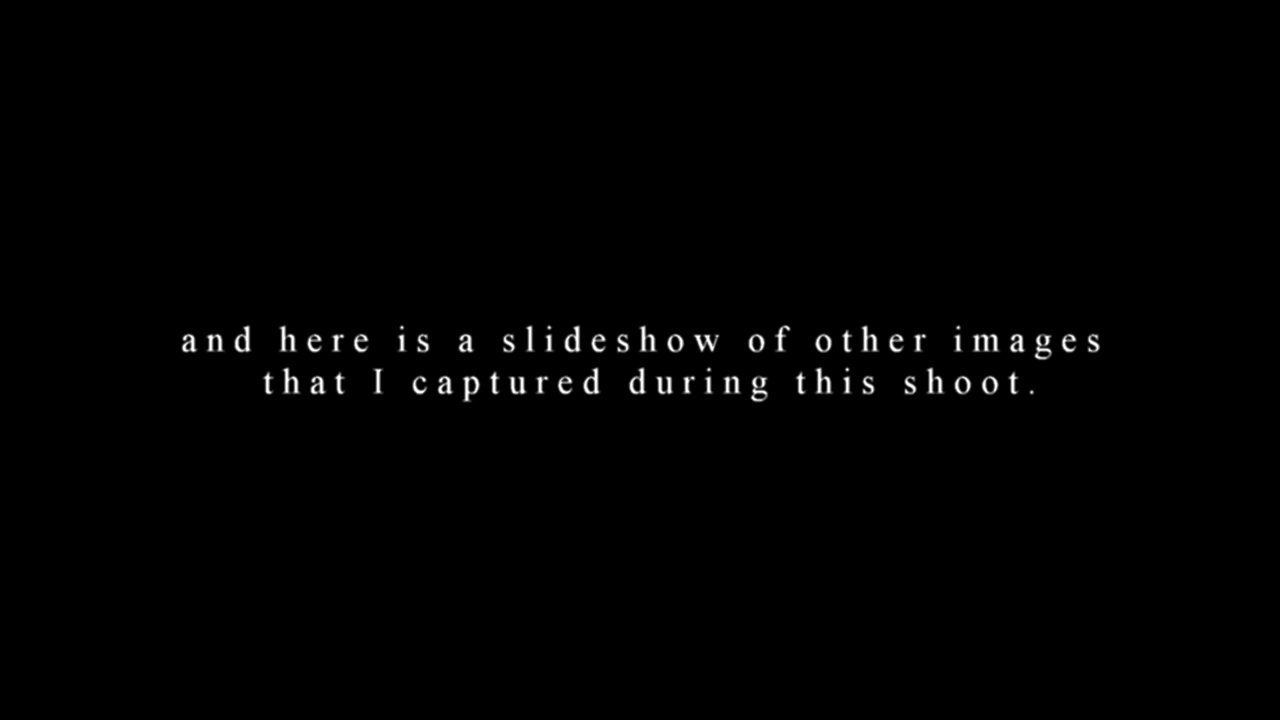 and here is a slideshow of other images
that I captured during this shoot.